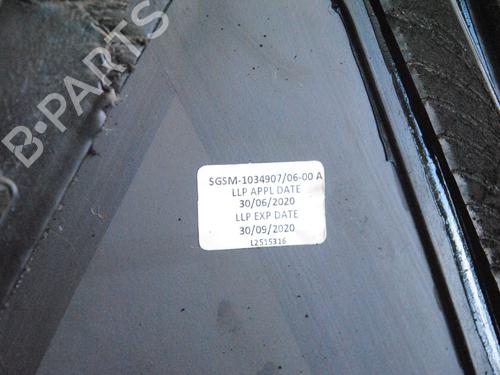 B-PARTS
SGSM-1034907/06-00 A
LLP APPL DATE
30/06/2020
LLP EXP DATE
30/09/2020
L2515316